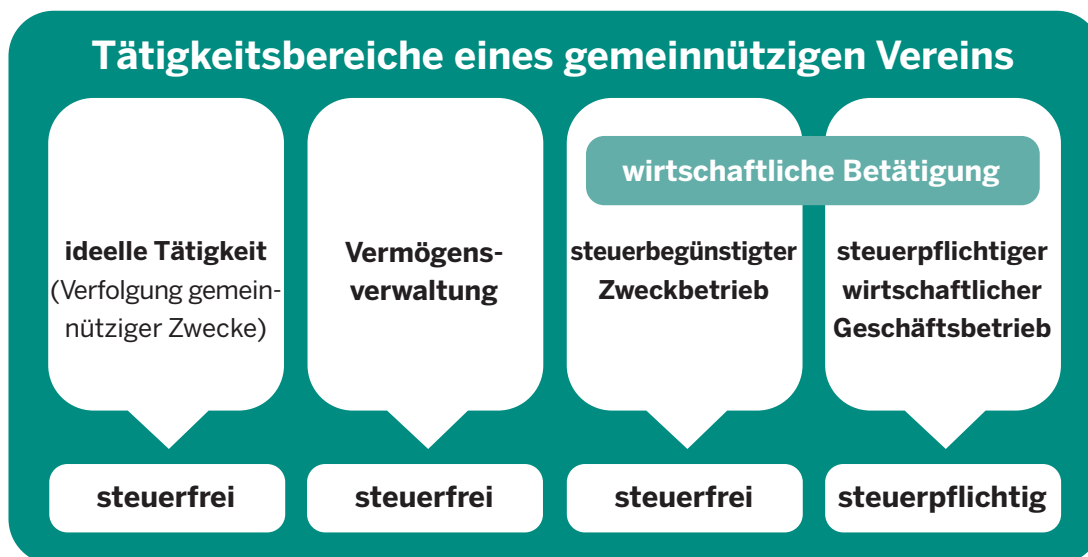 Tätigkeitsbereiche eines gemeinnützigen Vereins
wirtschaftliche Betätigung
ideelle Tätigkeit
(Verfolgung gemein-
nütziger Zwecke)
Vermögens-
verwaltung
steuerbegünstigter
Zweckbetrieb
steuerpflichtiger
wirtschaftlicher
Geschäftsbetrieb
steuerfrei
steuerfrei
steuerfrei
steuerpflichtig